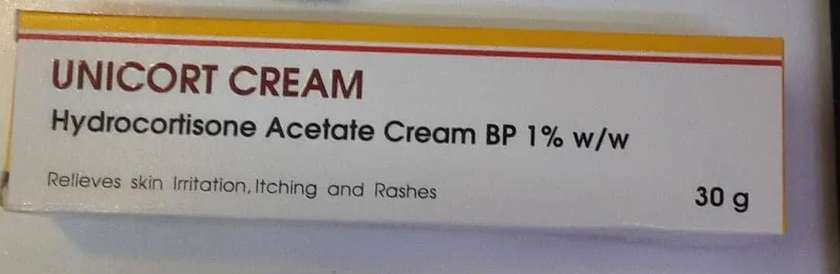 UNICORT CREAM
Hydrocortisone Acetate Cream BP 1% w/w
Relieves skin Irritation, Itching and Rashes
30 g